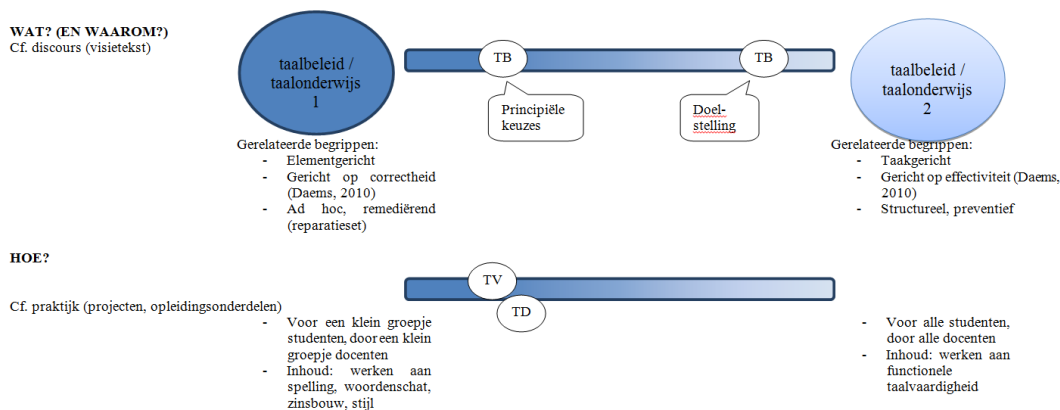 WAT? (EN WAAROM?)
Cf. discours (visietekst)
taalbeleid /
taalonderwijs
1
TB
TB
Principiële
keuzes
Doel-
stelling
taalbeleid /
taalonderwijs
2
Gerelateerde begrippen:
- Elementgericht
- Gericht op correctheid
(Daems, 2010)
- Ad hoc, remediërend
(reparatieset)
Gerelateerde begrippen:
- Taakgericht
- Gericht op effectiviteit (Daems,
2010)
- Structureel, preventief
HOE?
Cf. praktijk (projecten, opleidingsonderdelen)
TV
TD
- Voor een klein groepje
studenten, door een klein
groepje docenten
- Inhoud: werken aan
spelling, woordenschat,
zinsbouw, stijl
- Voor alle studenten,
door alle docenten
- Inhoud: werken aan
functionele
taalvaardigheid